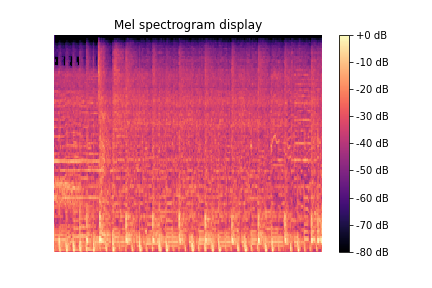 Mel spectrogram display
+0 dB
-10 dB
-20 dB
-30 dB
-40 dB
-50 dB
-60 dB
-70 dB
-80 dB